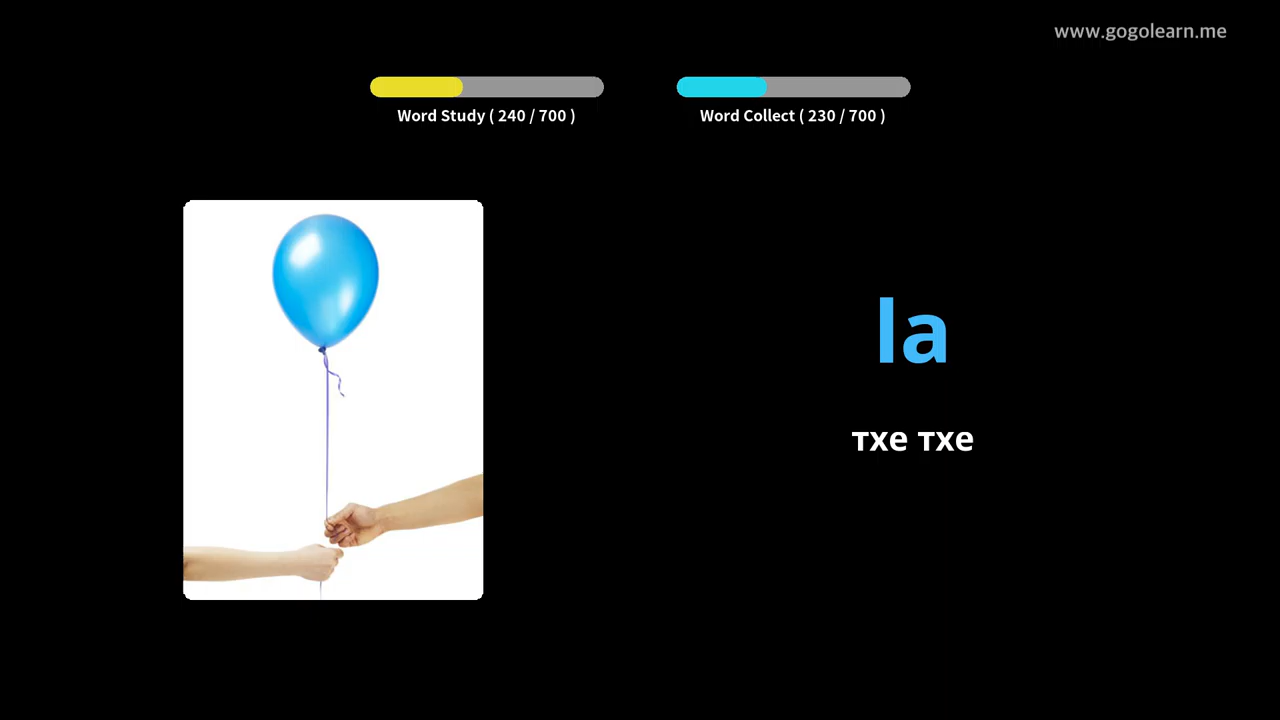 www.gogolearn.me
Word Study ( 240 / 700 )
Word Collect ( 230 / 700 )
la
тхе тхе